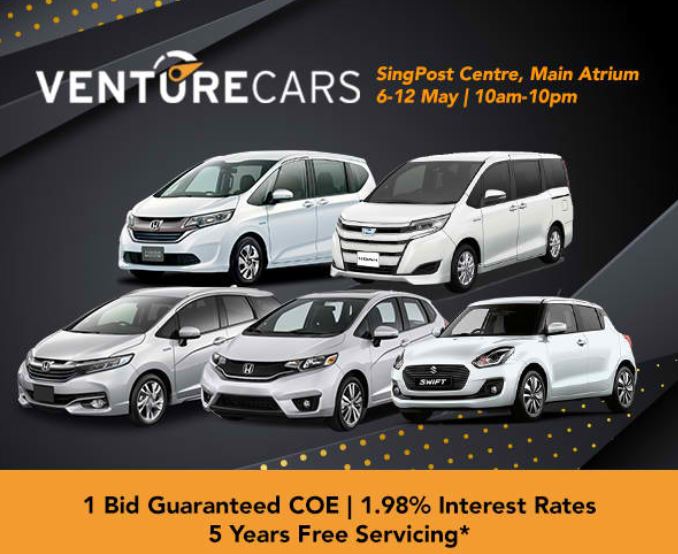 VENTURECARS
SingPost Centre, Main Atrium
6-12 May | 10am-10pm
NOAH
SWIFT
1 Bid Guaranteed COE | 1.98% Interest Rates
5 Years Free Servicing*